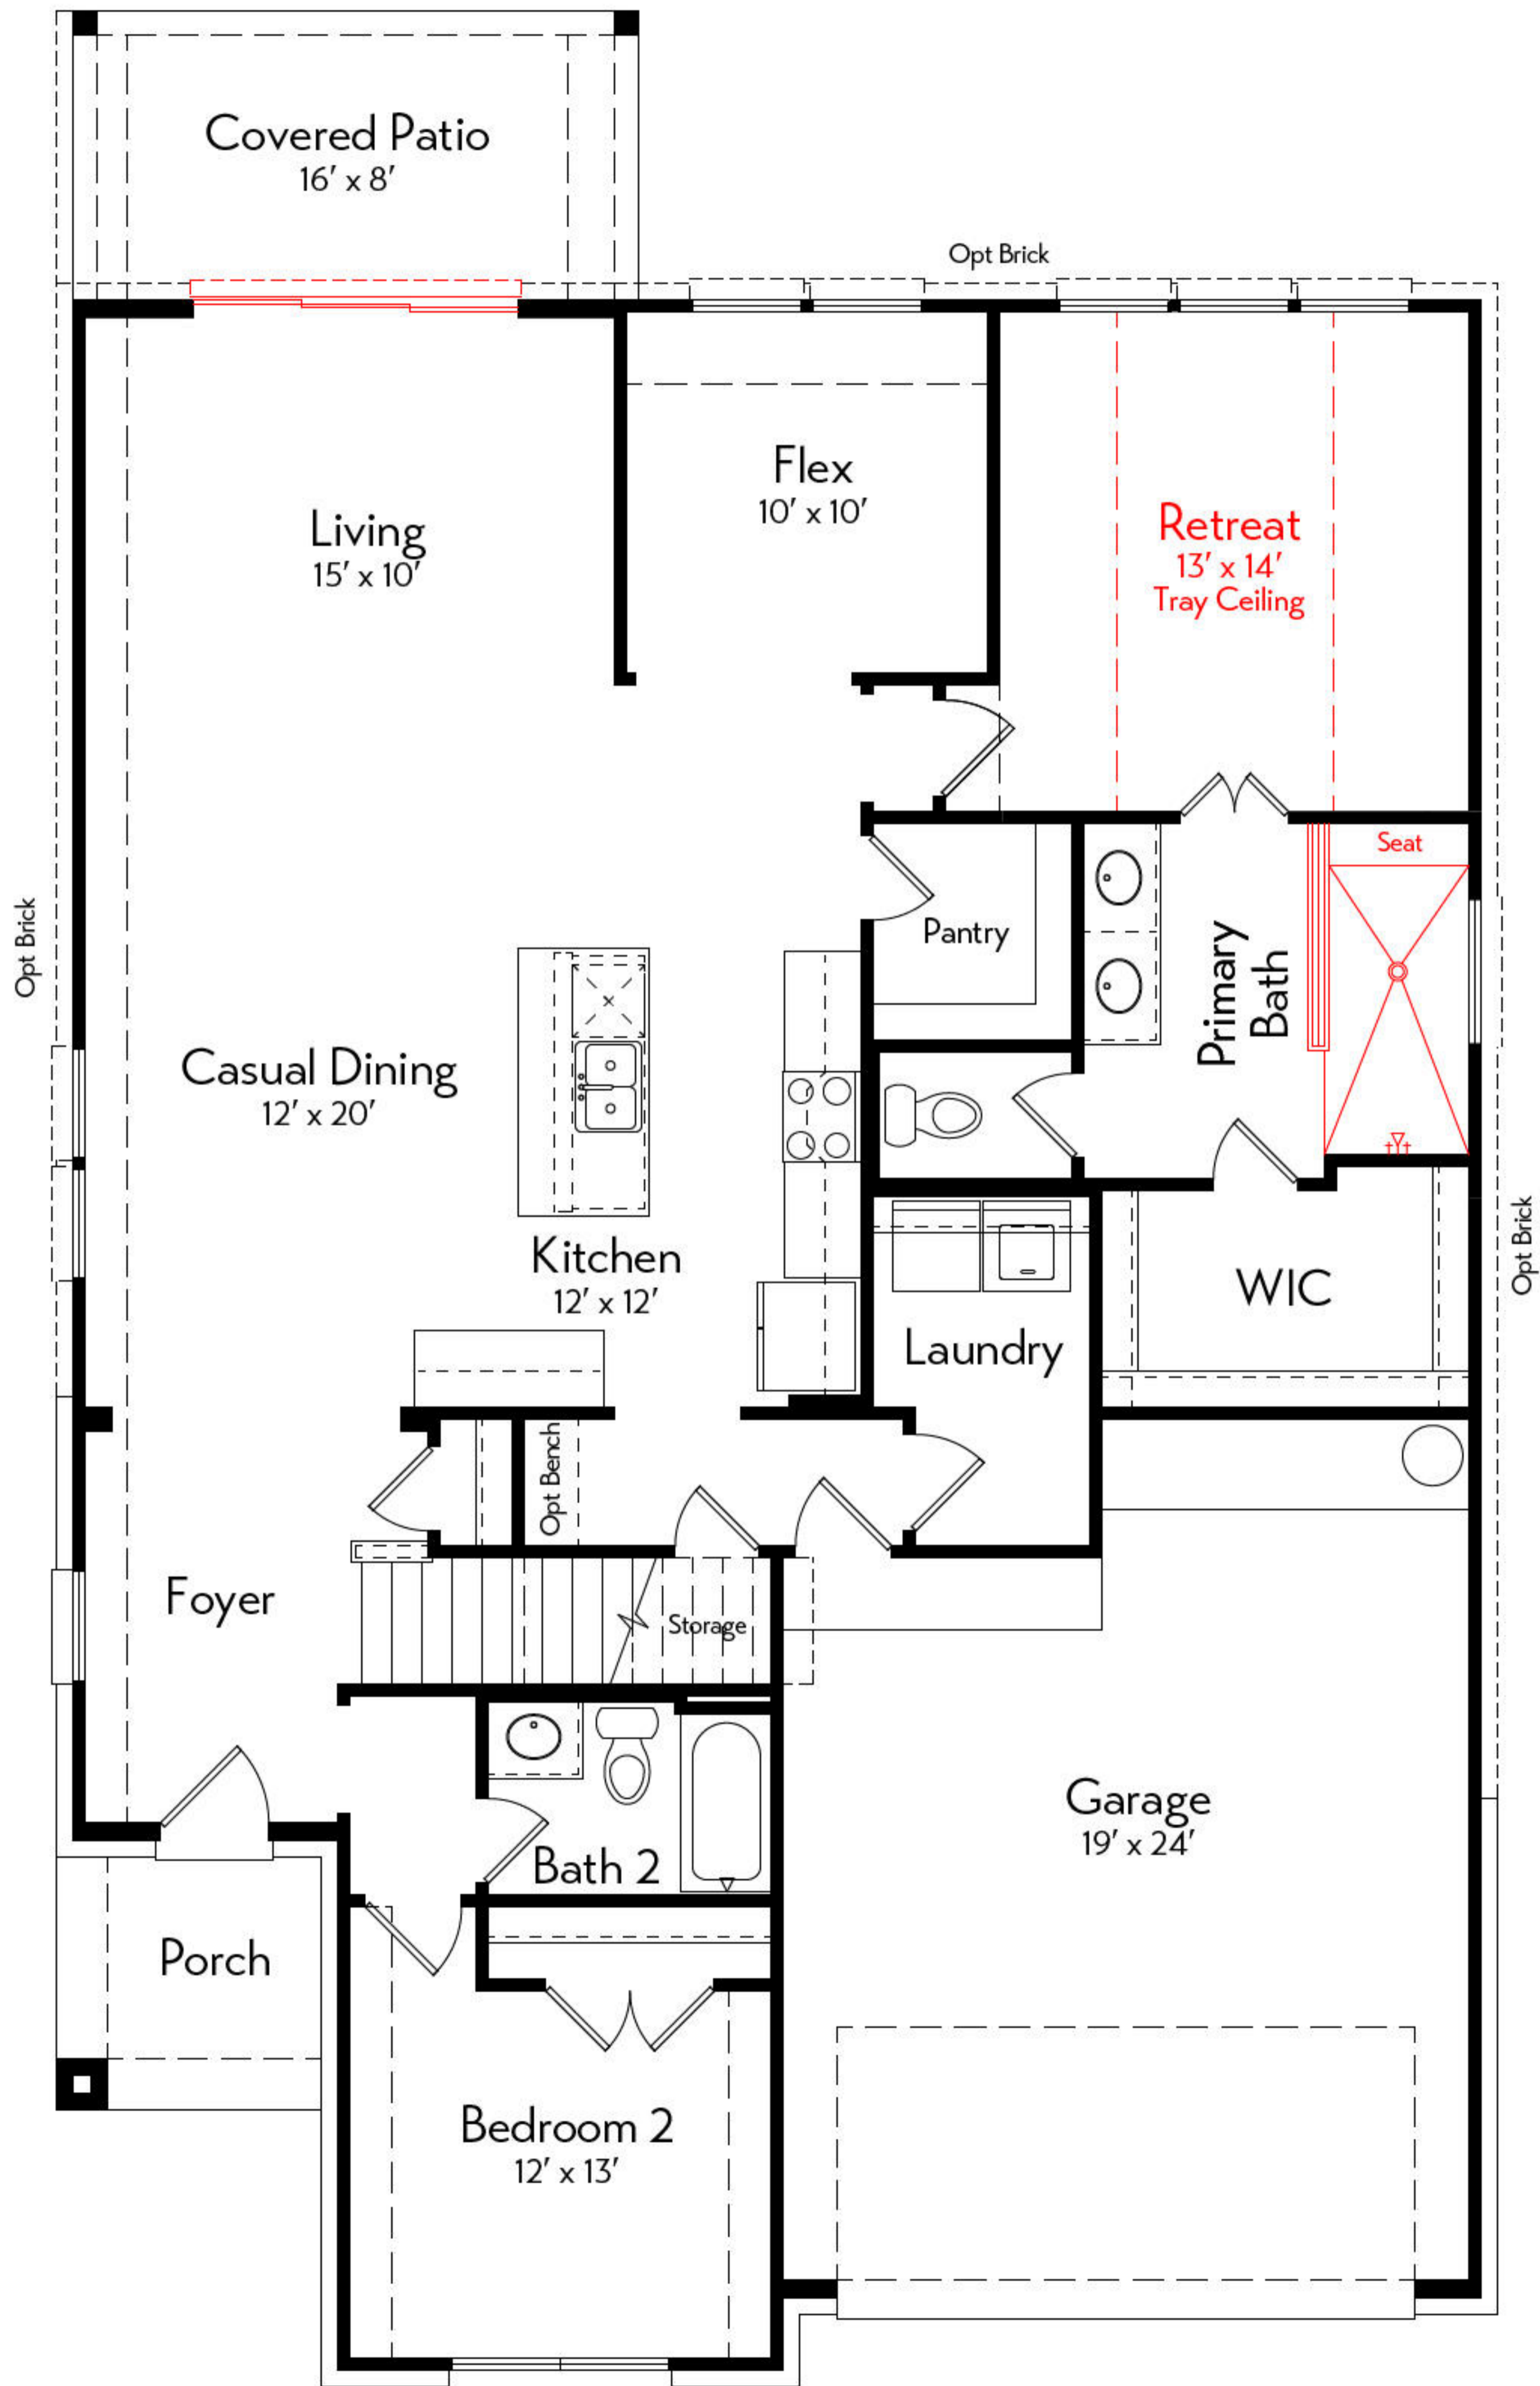 Covered Patio
16' x 8'
Opt Brick
Flex
10' x 10'
Living
15' x 10'
Retreat
13' x 14'
Tray Ceiling
Seat
Pantry
Primary
Bath
Opt Brick
Casual Dining
12' x 20'
Kitchen
12' x 12'
WIC
Opt Brick
Laundry
Opt Bench
Foyer
Storage
Garage
19' x 24'
Bath 2
Porch
Bedroom 2
12' x 13'